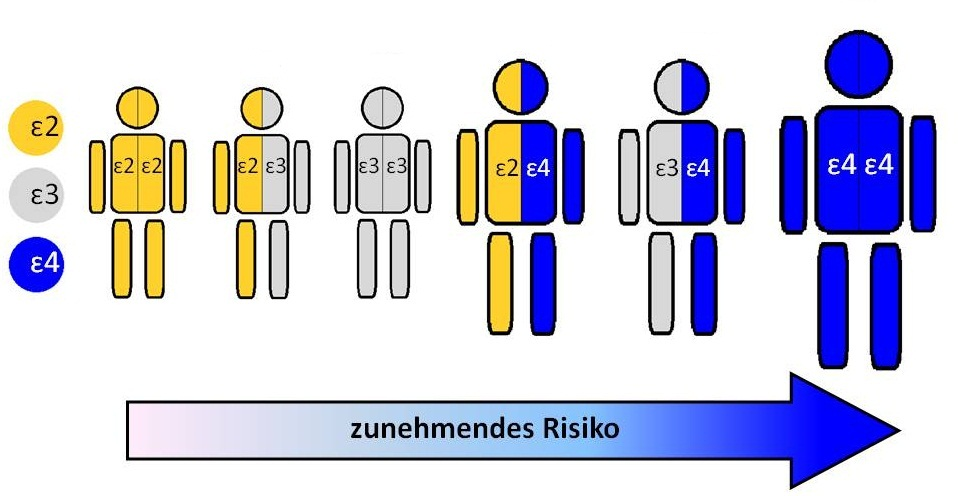 ε2
ε3
ε4
ε2 ε2
ε2 ε3
ε3 ε3
ε2 ε4
ε3 ε4
ε4 ε4
zunehmendes Risiko